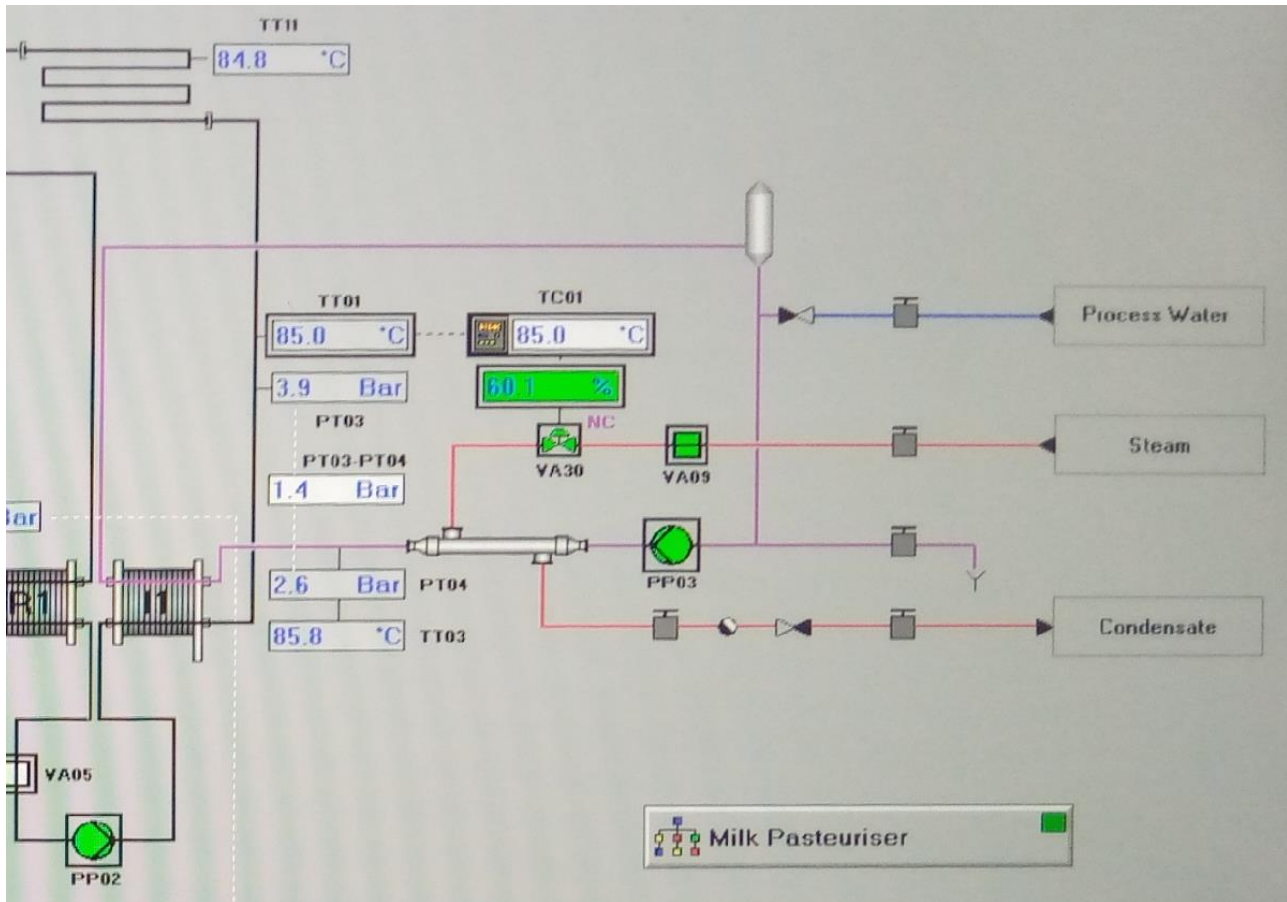 TT11
84.8 °C
TT01
85.0 °C
TC01
85.0 °C
Process Water
3.9 Bar
PT03
60.1 %
NC
VA30
VA09
Steam
PT03-PT04
1.4 Bar
Bar
R1
I1
2.6 Bar
PT04
PP03
85.8 °C
TT03
Condensate
VA05
PP02
Milk Pasteuriser